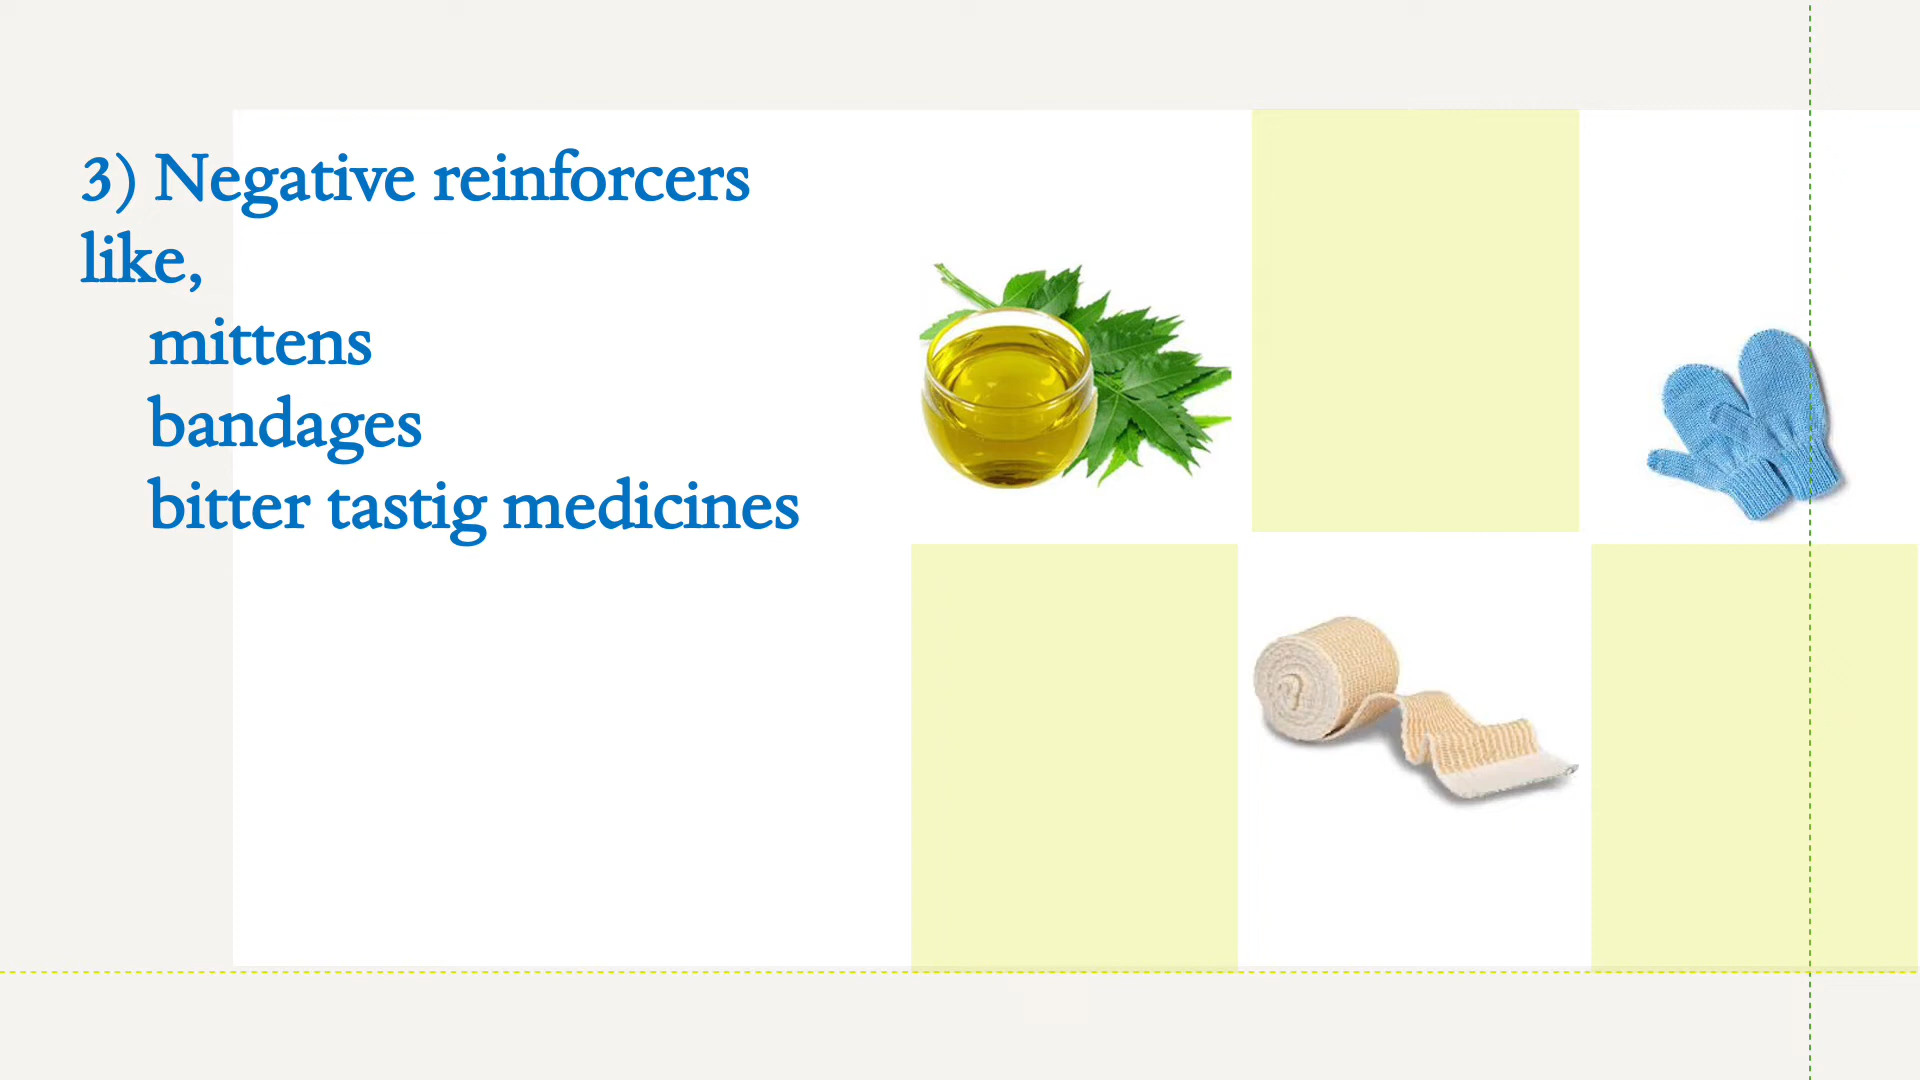 3) Negative reinforcers
like,
mittens
bandages
bitter tastig medicines